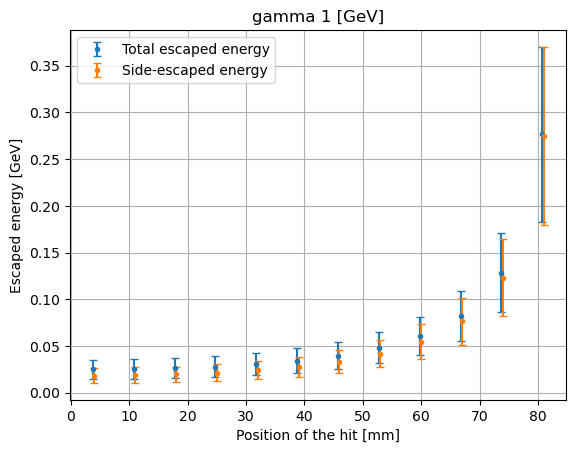 gamma 1 [GeV]
Total escaped energy
Side-escaped energy
Escaped energy [GeV]
0.35
0.30
0.25
0.20
0.15
0.10
0.05
0.00
0 10 20 30 40 50 60 70 80
Position of the hit [mm]